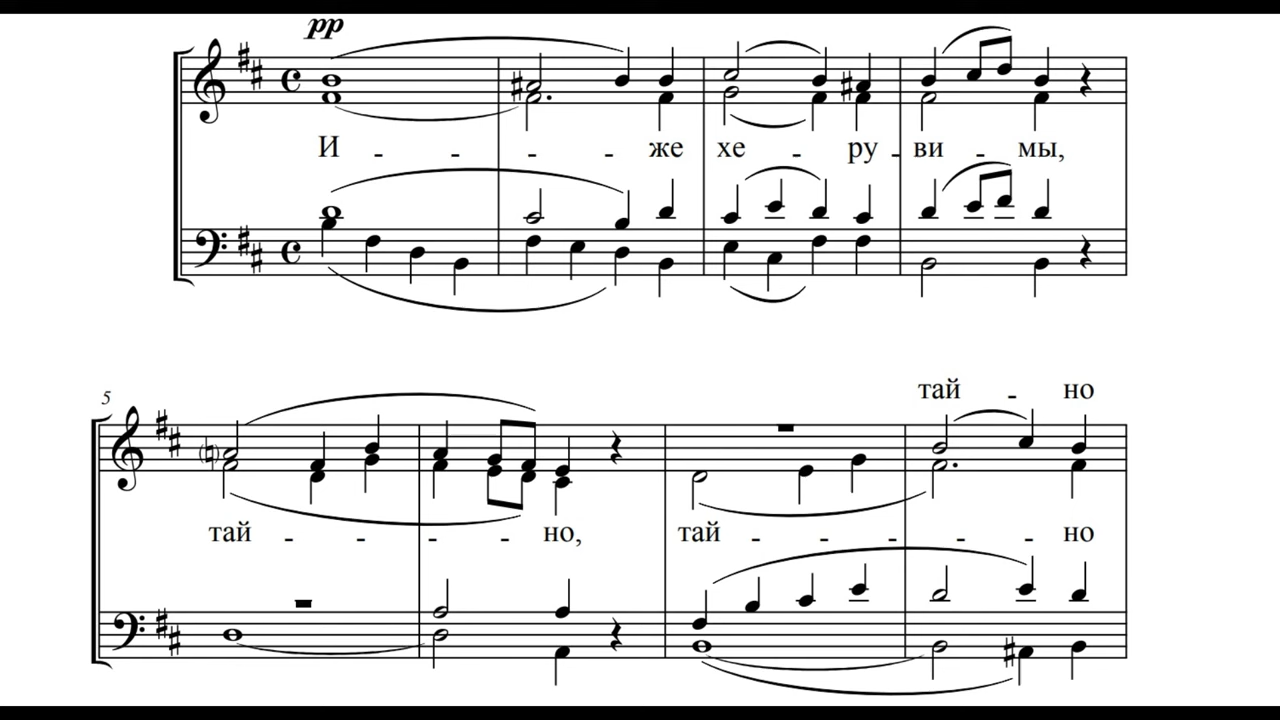 pp
И - - - - же хе - ру - ви - мы,
5
тай - но
тай - - - - но, тай - - - - но